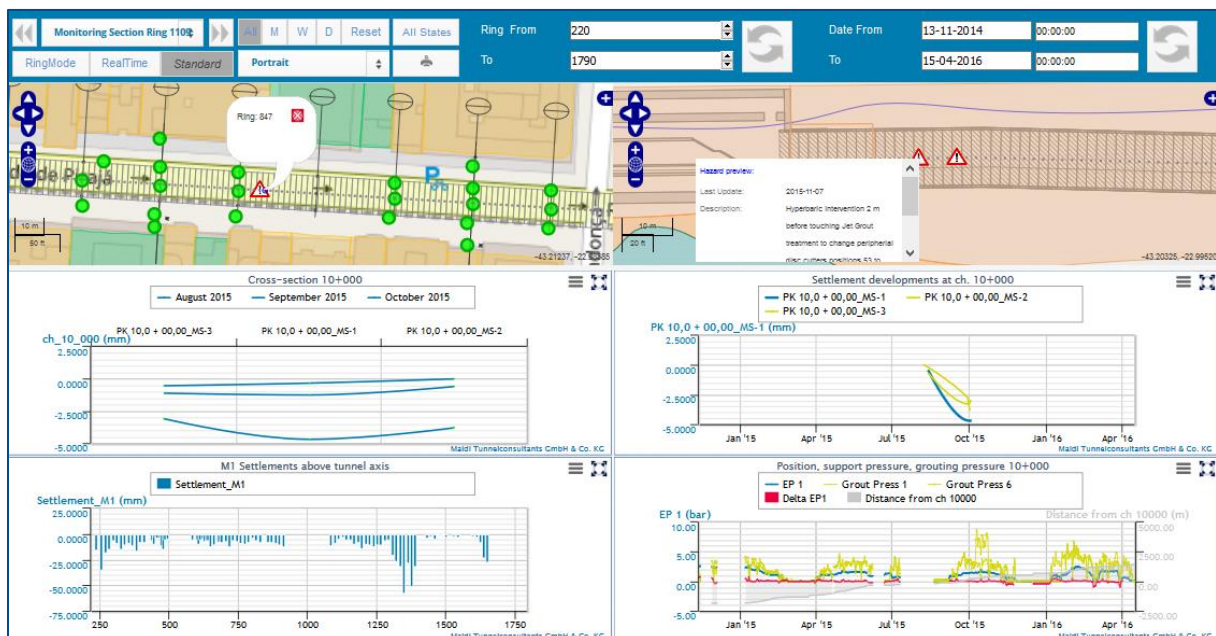 Monitoring Section Ring 1109
All M W D Reset All States
Ring From 220
Date From 13-11-2014 00:00:00
RingMode RealTime Standard Portrait
To 1790
To 15-04-2016 00:00:00
Ring: 847
P
10 m
50 ft
Hazard preview:
Last Update: 2015-11-07
Description: Hyperbaric Intervention 2 m
before touching Jet Grout
treatment to change peripherial
disc cutters positions 53 to
10 m
20 ft
-43.20325, -22.99520
Cross-section 10+000
August 2015 September 2015 October 2015
PK 10,0 + 00,00_MS-3 PK 10,0 + 00,00_MS-1 PK 10,0 + 00,00_MS-2
ch_10_000 (mm)
2.5000
0.0000
-2.5000
-5.0000
Maidl Tunnelconsultants GmbH & Co. KG
Settlement developments at ch. 10+000
PK 10,0 + 00,00_MS-1 PK 10,0 + 00,00_MS-2
PK 10,0 + 00,00_MS-3
PK 10,0 + 00,00_MS-1 (mm)
2.5000
0.0000
-2.5000
-5.0000
Jan '15 Apr '15 Jul '15 Oct '15 Jan '16 Apr '16
Maidl Tunnelconsultants GmbH & Co. KG
M1 Settlements above tunnel axis
Settlement_M1
Settlement_M1 (mm)
25.0000
0.0000
-25.0000
-50.0000
-75.0000
250 500 750 1000 1250 1500 1750
Maidl Tunnelconsultants GmbH & Co. KG
Position, support pressure, grouting pressure 10+000
EP 1 Grout Press 1 Grout Press 6
Delta EP1 Distance from ch 10000
EP 1 (bar) Distance from ch 10000 (m)
10.00 5000.00
5.00 2500.00
0.00 0.00
-5.00 -2500.00
Jan '15 Apr '15 Jul '15 Oct '15 Jan '16 Apr '16
Maidl Tunnelconsultants GmbH & Co. KG